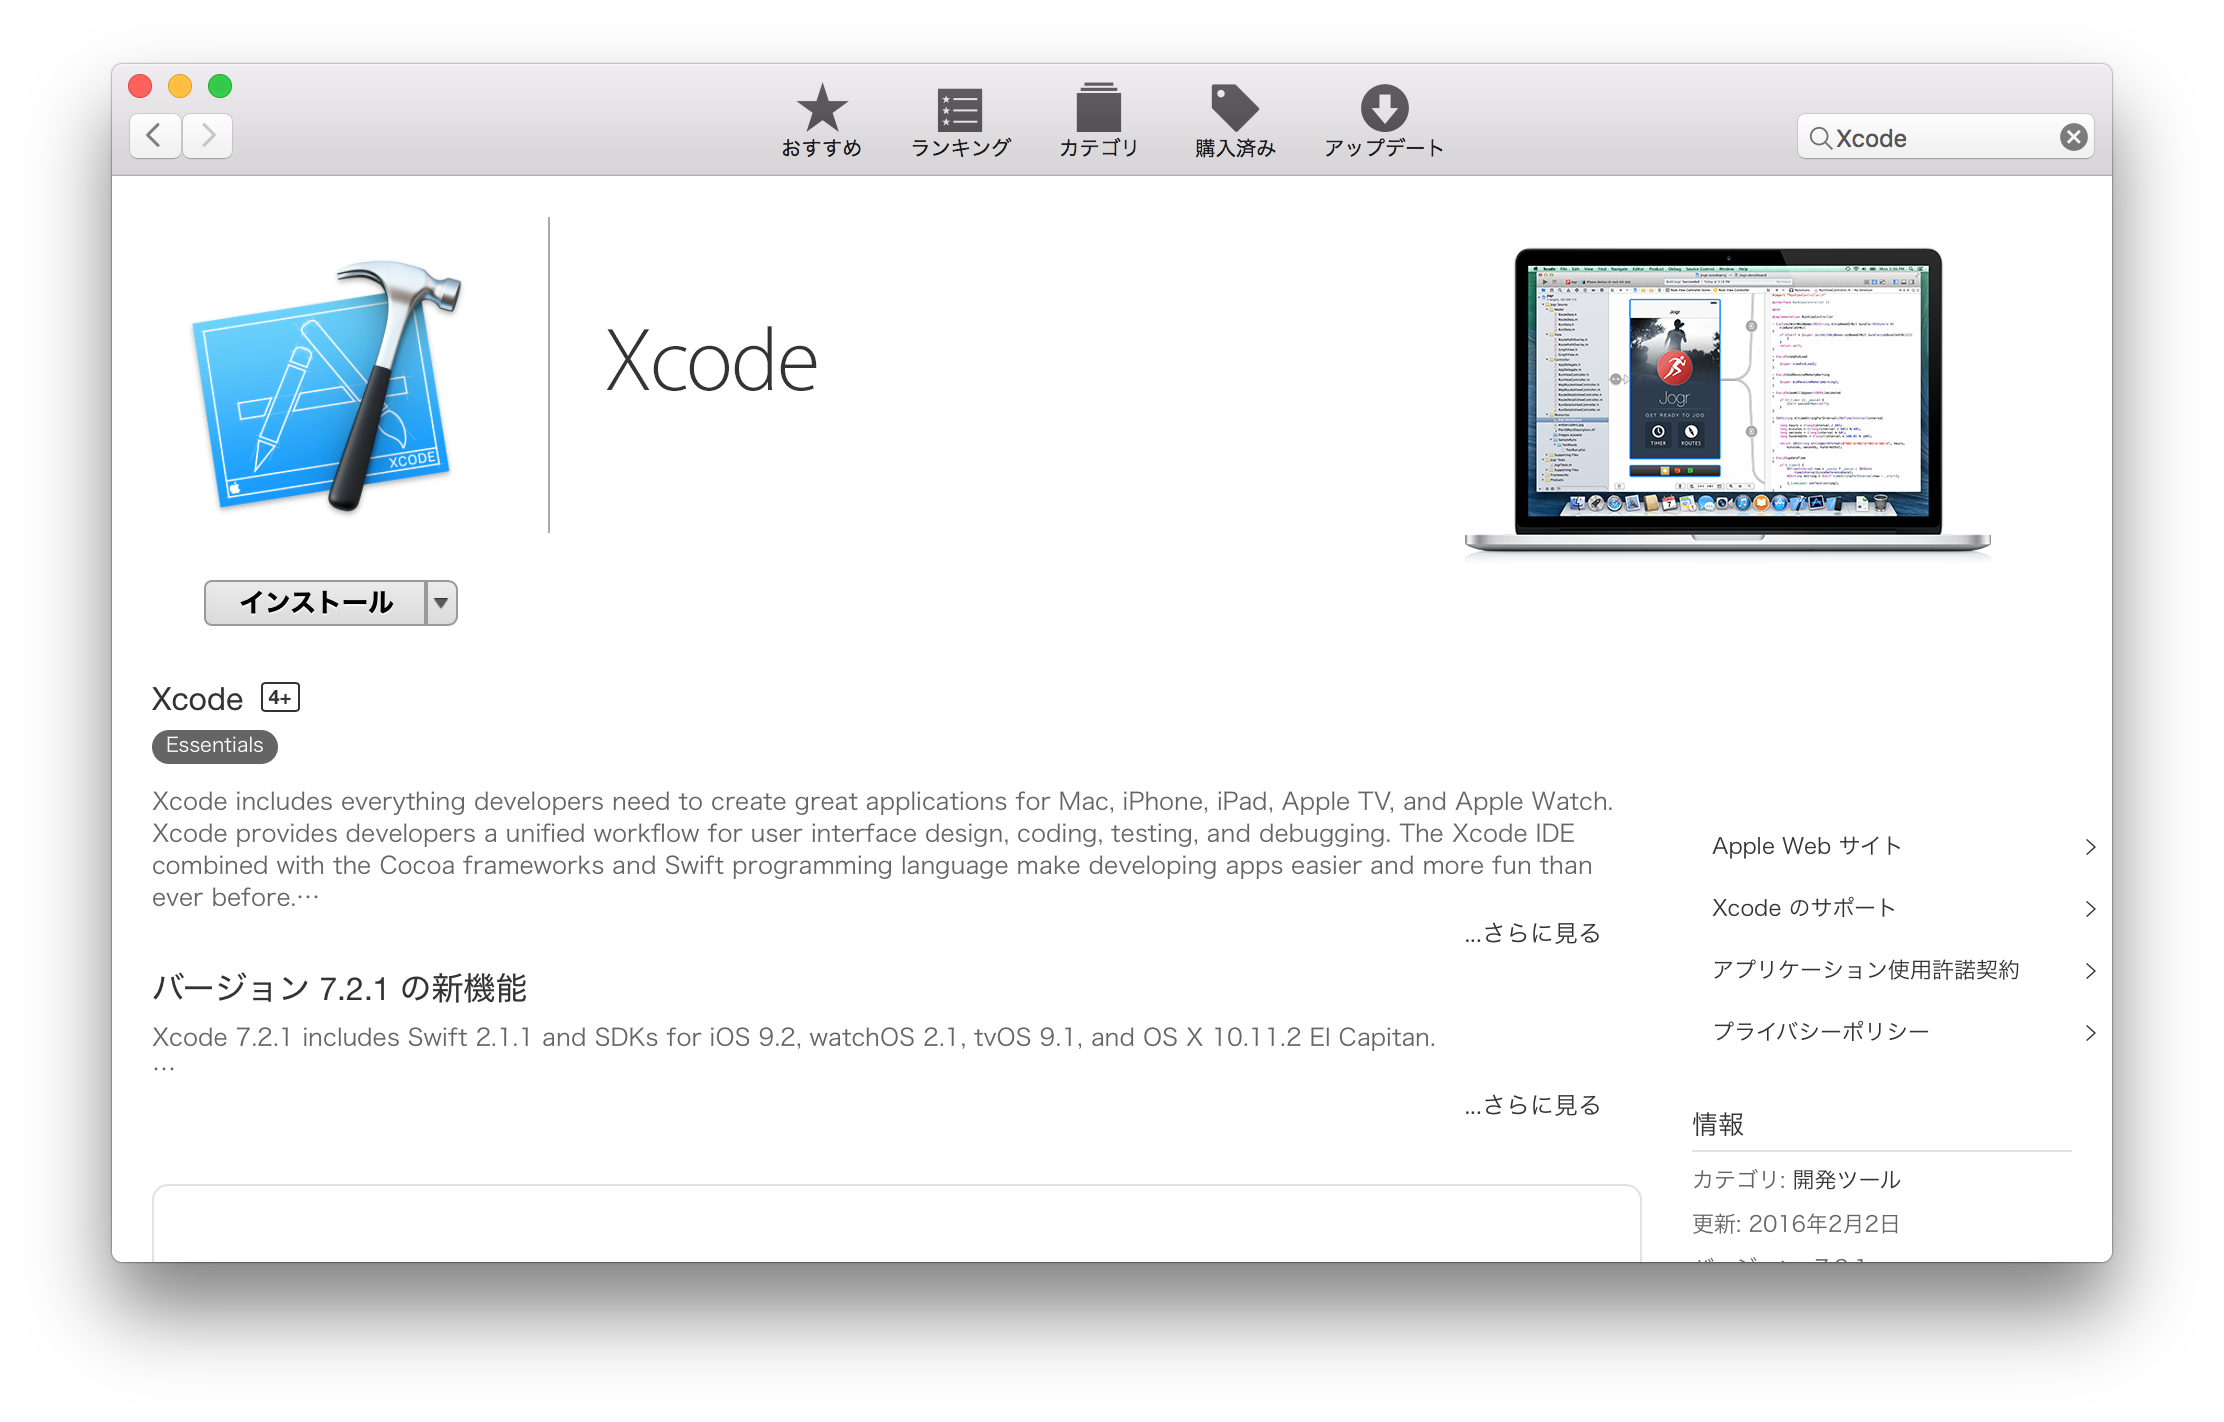 おすすめ
ランキング
カテゴリ
購入済み
アップデート
Xcode
XCODE
Xcode
Jogr
Jogr
GET READY TO JOG
TIMER
ROUTES
インストール
Xcode 4+
Essentials
Xcode includes everything developers need to create great applications for Mac, iPhone, iPad, Apple TV, and Apple Watch.
Xcode provides developers a unified workflow for user interface design, coding, testing, and debugging. The Xcode IDE
combined with the Cocoa frameworks and Swift programming language make developing apps easier and more fun than
ever before.…
...さらに見る
バージョン 7.2.1 の新機能
Xcode 7.2.1 includes Swift 2.1.1 and SDKs for iOS 9.2, watchOS 2.1, tvOS 9.1, and OS X 10.11.2 El Capitan.
…
...さらに見る
Apple Web サイト
Xcode のサポート
アプリケーション使用許諾契約
プライバシーポリシー
情報
カテゴリ: 開発ツール
更新: 2016年2月2日